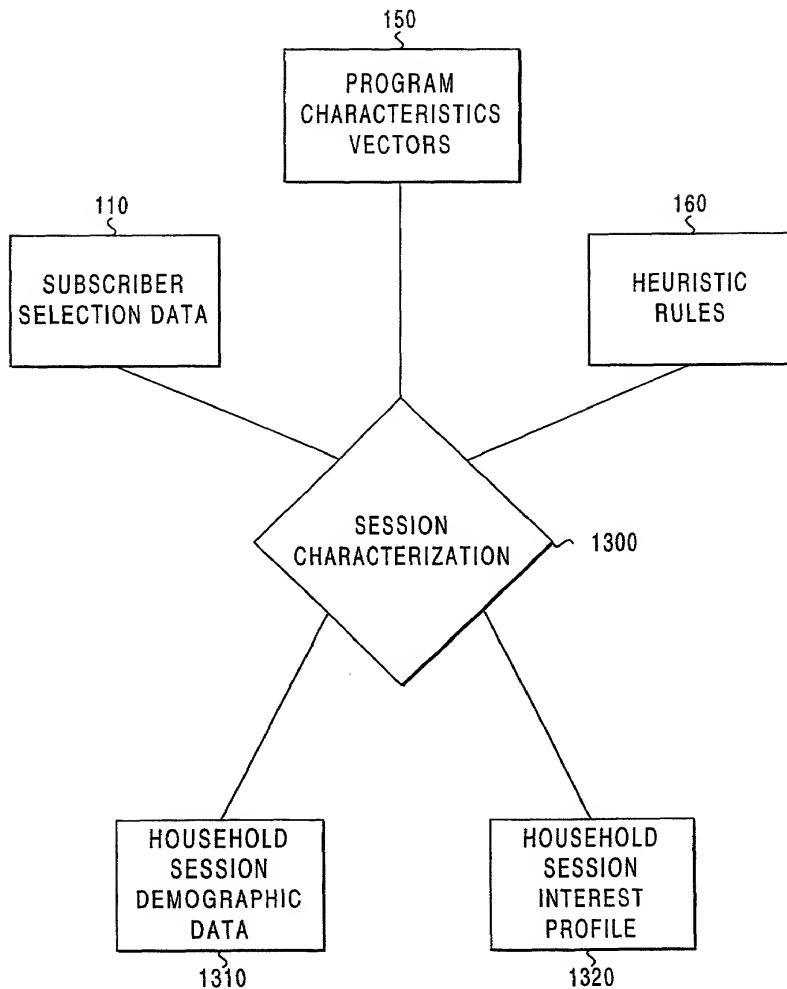 150
PROGRAM
CHARACTERISTICS
VECTORS
110
SUBSCRIBER
SELECTION DATA
160
HEURISTIC
RULES
SESSION
CHARACTERIZATION
1300
HOUSEHOLD
SESSION
DEMOGRAPHIC
DATA
1310
HOUSEHOLD
SESSION
INTEREST
PROFILE
1320